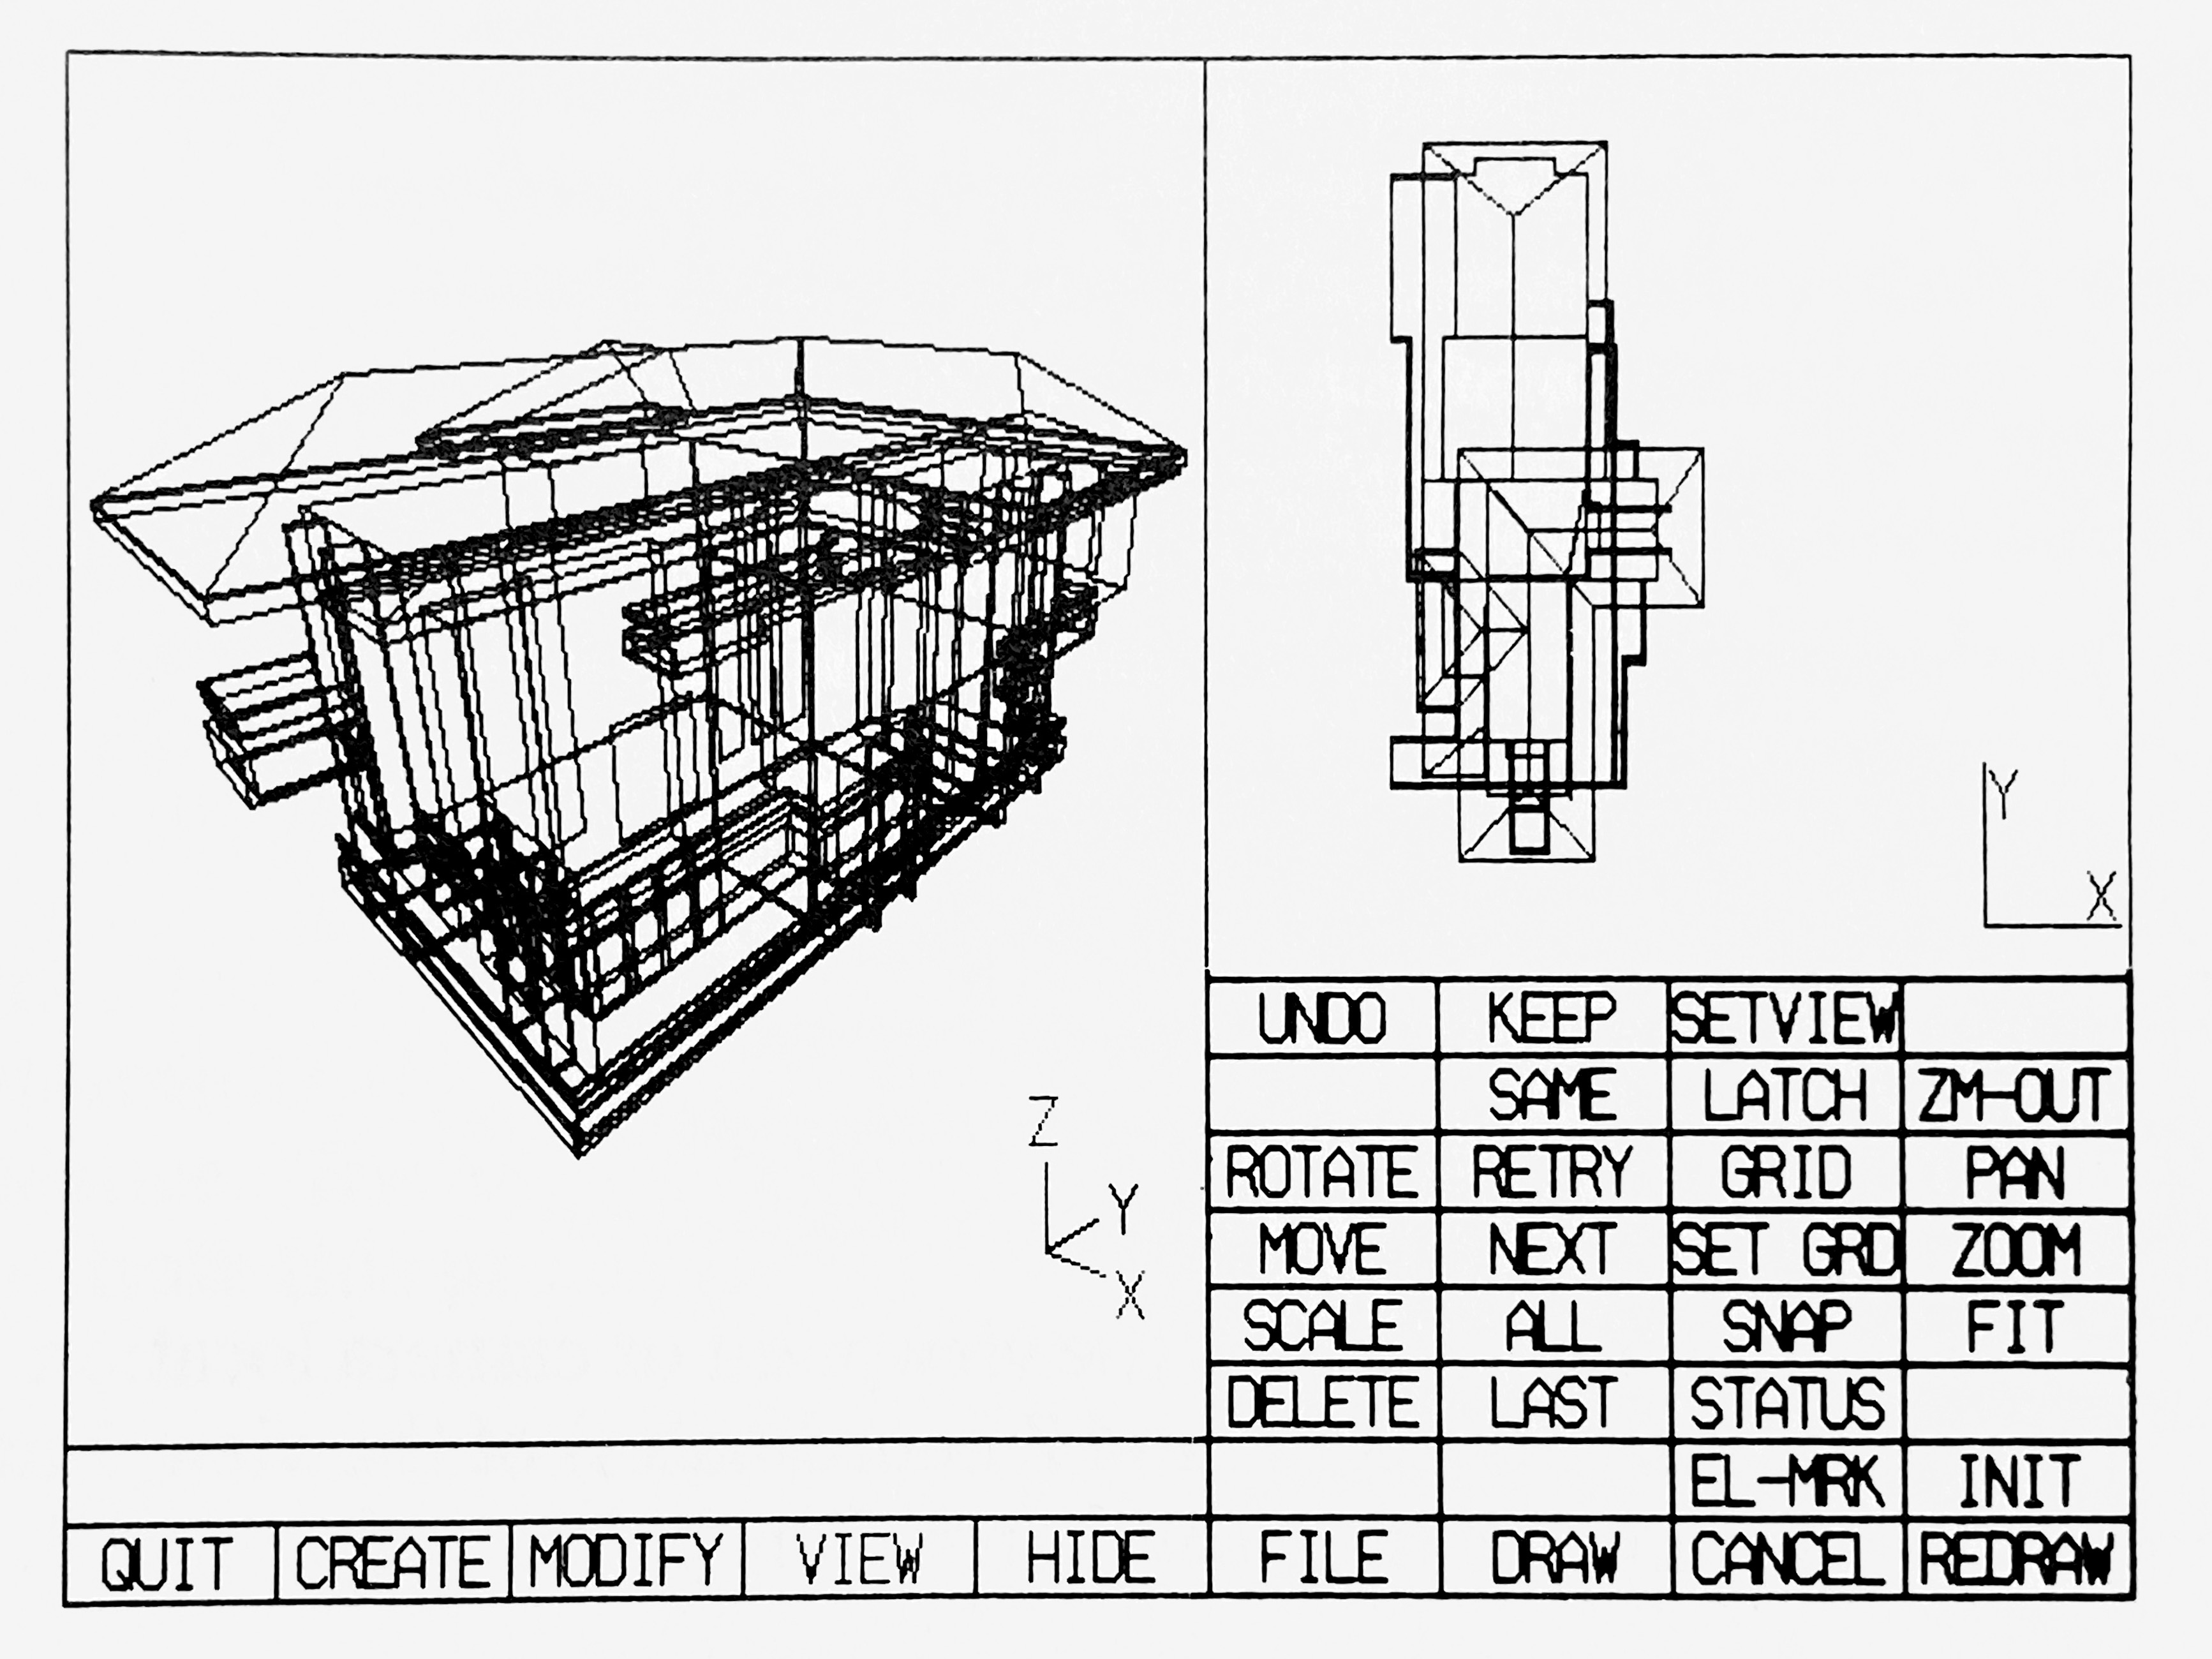 Y
X
Z
Y
X
UNDO KEEP SETVIEW
SAME LATCH ZM-OUT
ROTATE RETRY GRID PAN
MOVE NEXT SET GRD ZOOM
SCALE ALL SNAP FIT
DELETE LAST STATUS
EL-MRK INIT
QUIT CREATE MODIFY VIEW HIDE FILE DRAW CANCEL REDRAW